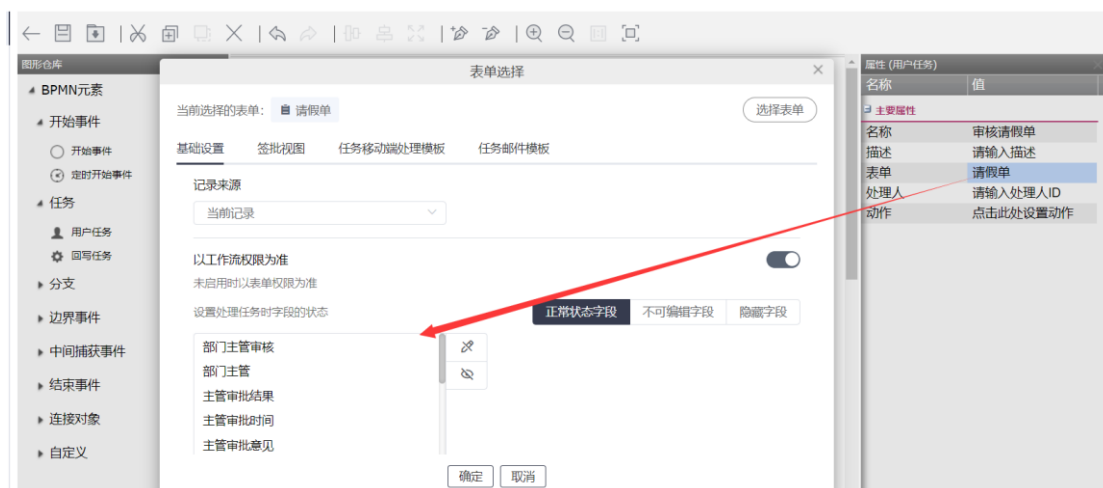 图形仓库
BPMN元素
开始事件
开始事件
定时开始事件
任务
用户任务
回写任务
分支
边界事件
中间捕获事件
结束事件
连接对象
自定义
表单选择
当前选择的表单: 请假单
选择表单
基础设置 签批视图 任务移动端处理模板 任务邮件模板
记录来源
当前记录
以工作流权限为准
未启用时以表单权限为准
设置处理任务时字段的状态
正常状态字段 不可编辑字段 隐藏字段
部门主管审核
部门主管
主管审批结果
主管审批时间
主管审批意见
确定 取消
属性 (用户任务)
名称 值
主要属性
名称 审核请假单
描述 请输入描述
表单 请假单
处理人 请输入处理人ID
动作 点击此处设置动作